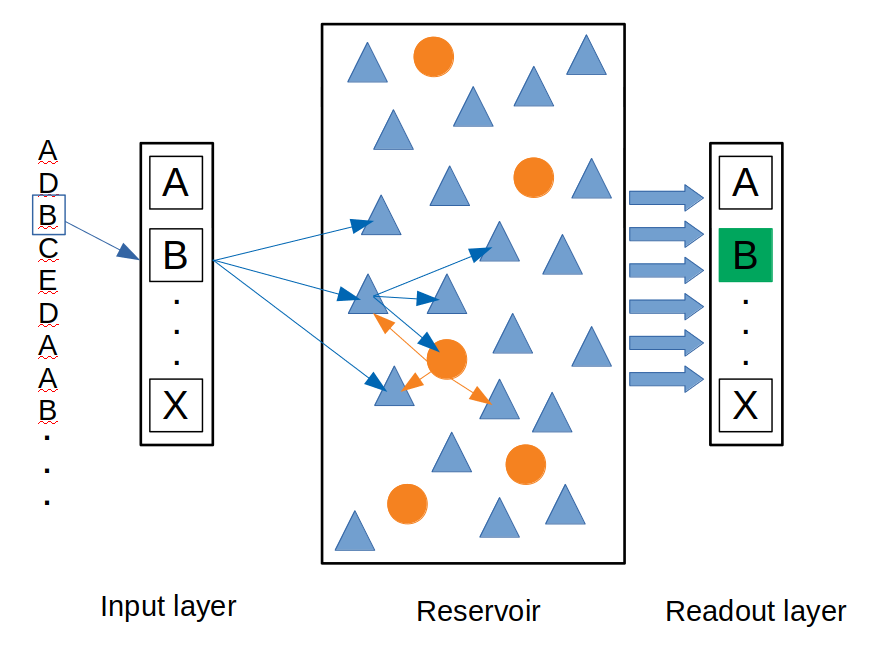 A
D
B
C
E
D
A
A
B
.
.
.
A
B
.
.
.
X
A
B
.
.
.
X
Input layer
Reservoir
Readout layer